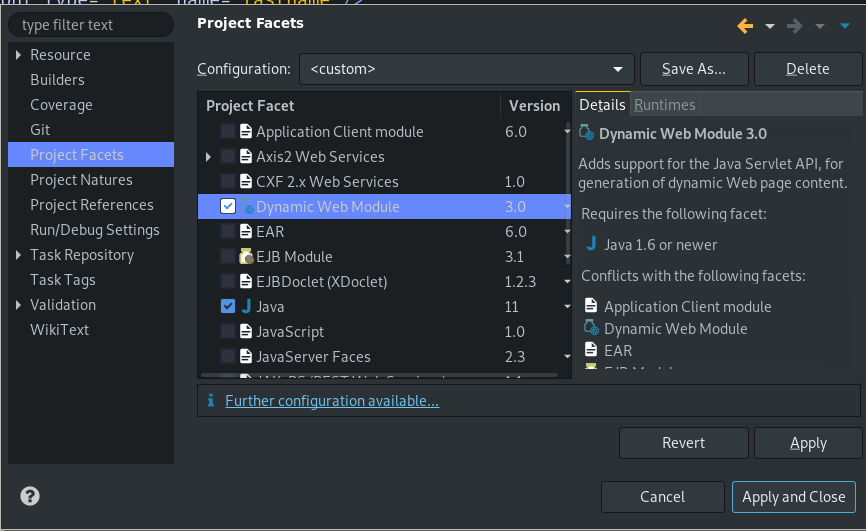 type filter text
Resource
Builders
Coverage
Git
Project Facets
Project Natures
Project References
Run/Debug Settings
Task Repository
Task Tags
Validation
WikiText
Project Facets
Configuration: <custom> Save As... Delete
Project Facet Version
Application Client module 6.0
Axis2 Web Services
CXF 2.x Web Services 1.0
Dynamic Web Module 3.0
EAR 6.0
EJB Module 3.1
EJBDoclet (XDoclet) 1.2.3
Java 11
JavaScript 1.0
JavaServer Faces 2.3
Details Runtimes
Dynamic Web Module 3.0
Adds support for the Java Servlet API, for
generation of dynamic Web page content.
Requires the following facet:
Java 1.6 or newer
Conflicts with the following facets:
Application Client module
Dynamic Web Module
EAR
Further configuration available...
Revert Apply
Cancel Apply and Close